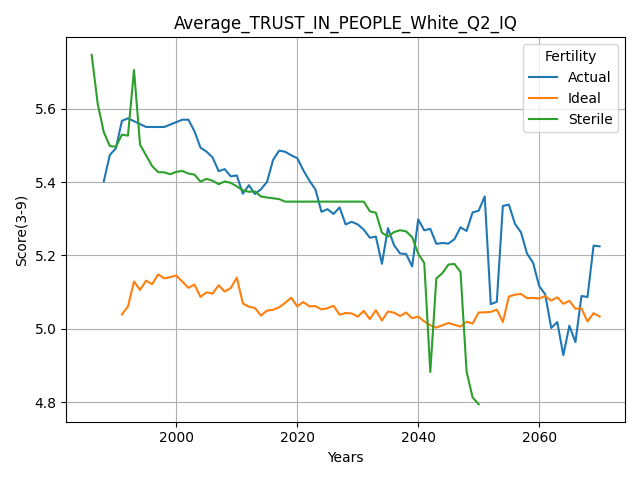 Average_TRUST_IN_PEOPLE_White_Q2_IQ
Fertility
Actual
Ideal
Sterile
Score(3-9)
5.6
5.4
5.2
5.0
4.8
2000
2020
2040
2060
Years